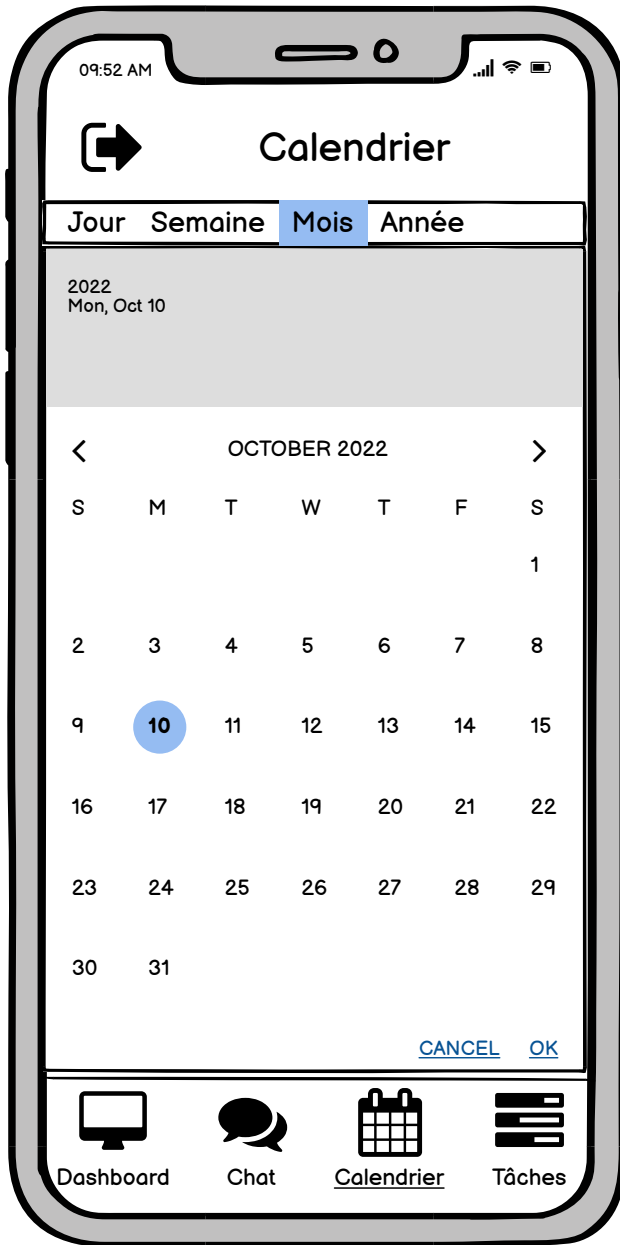 09:52 AM
Calendrier
Jour Semaine Mois Année
2022
Mon, Oct 10
OCTOBER 2022
S M T W T F S
1
2 3 4 5 6 7 8
9 10 11 12 13 14 15
16 17 18 19 20 21 22
23 24 25 26 27 28 29
30 31
CANCEL OK
Dashboard Chat Calendrier Tâches